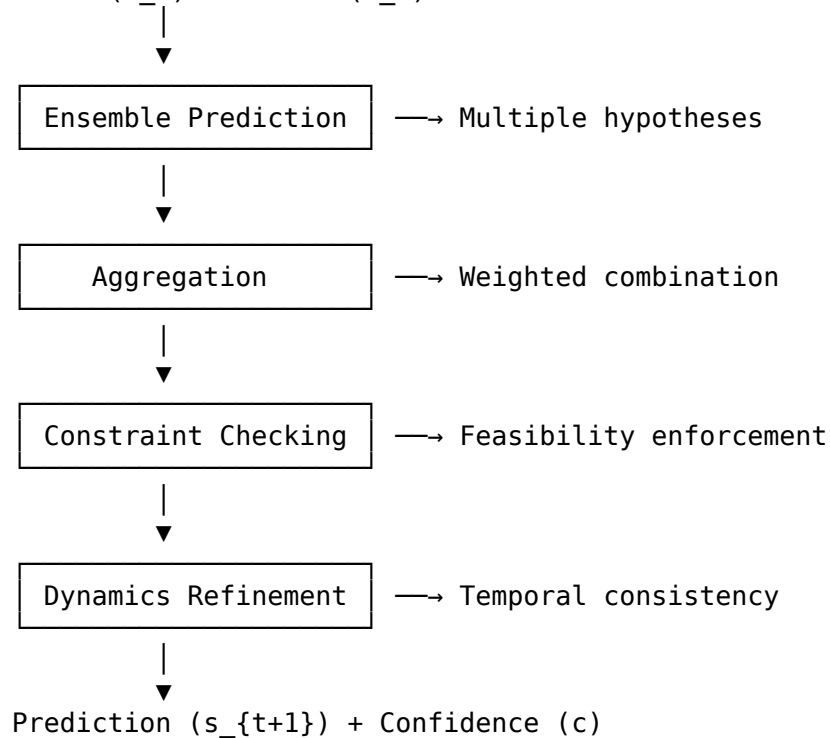 Ensemble Prediction → Multiple hypotheses
Aggregation → Weighted combination
Constraint Checking → Feasibility enforcement
Dynamics Refinement → Temporal consistency
Prediction (s_{t+1}) + Confidence (c)